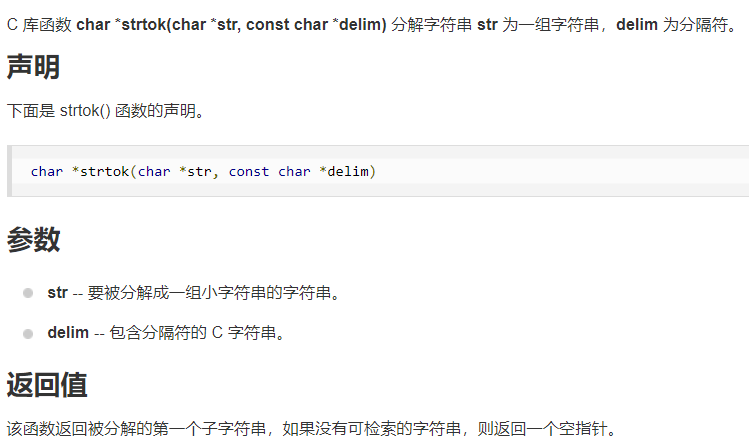 C 库函数 char *strtok(char *str, const char *delim) 分解字符串 str 为一组字符串，delim 为分隔符。
声明
下面是 strtok() 函数的声明。
char *strtok(char *str, const char *delim)
参数
str -- 要被分解成一组小字符串的字符串。
delim -- 包含分隔符的 C 字符串。
返回值
该函数返回被分解的第一个子字符串，如果没有可检索的字符串，则返回一个空指针。